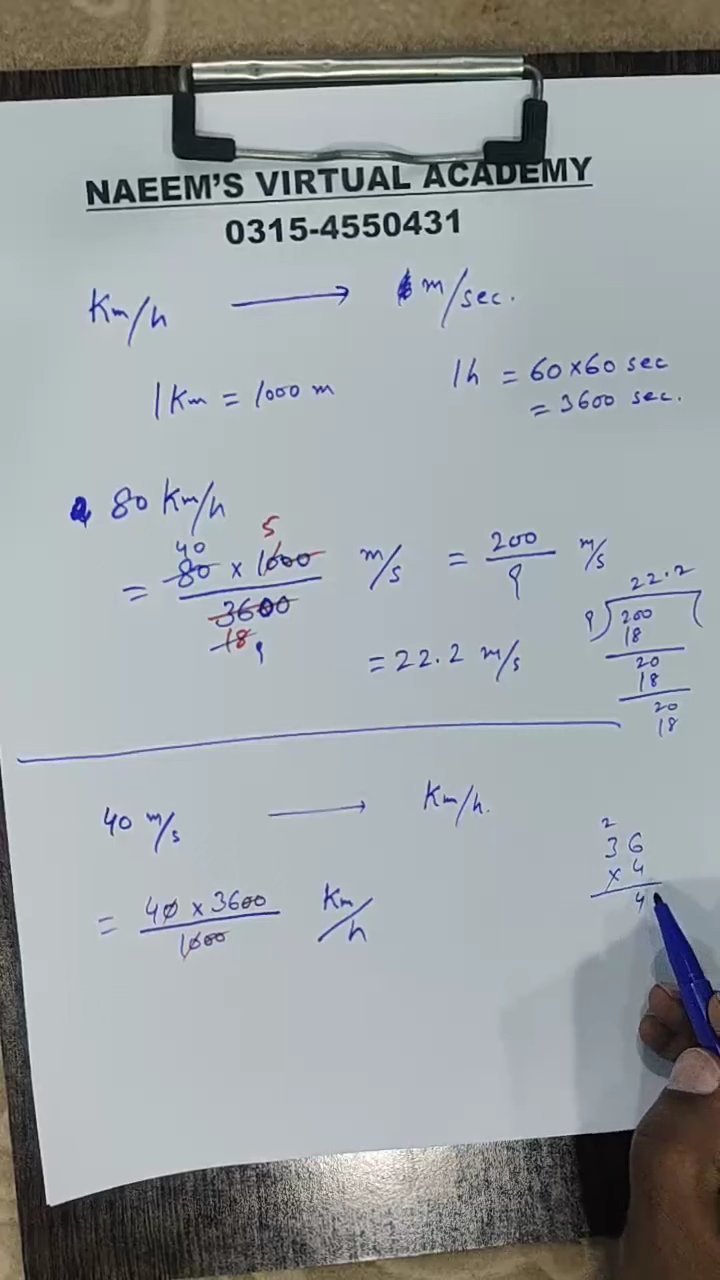 NAEEM'S VIRTUAL ACADEMY
0315-4550431
Km/h → m/sec.
1 Km = 1000 m
1h = 60×60 sec
= 3600 sec.
80 Km/h
40 5
= 80 × 1000 m/s = 200 m/s
3600 9
18 9
= 22.2 m/s
22.2
9 200
18
20
18
20
18
40 m/s → Km/h.
= 40 × 3600 Km
1000 h
2
36
× 4
4